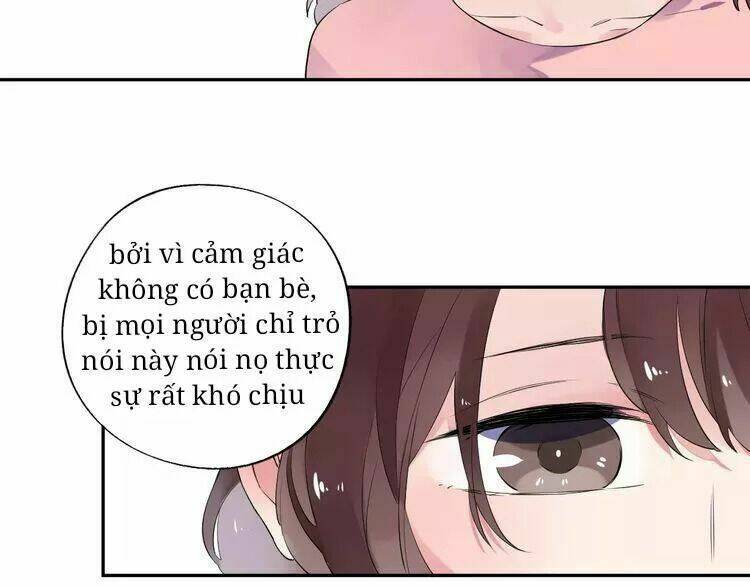 bởi vì cảm giác
không có bạn bè,
bị mọi người chỉ trỏ
nói này nói nọ thực
sự rất khó chịu